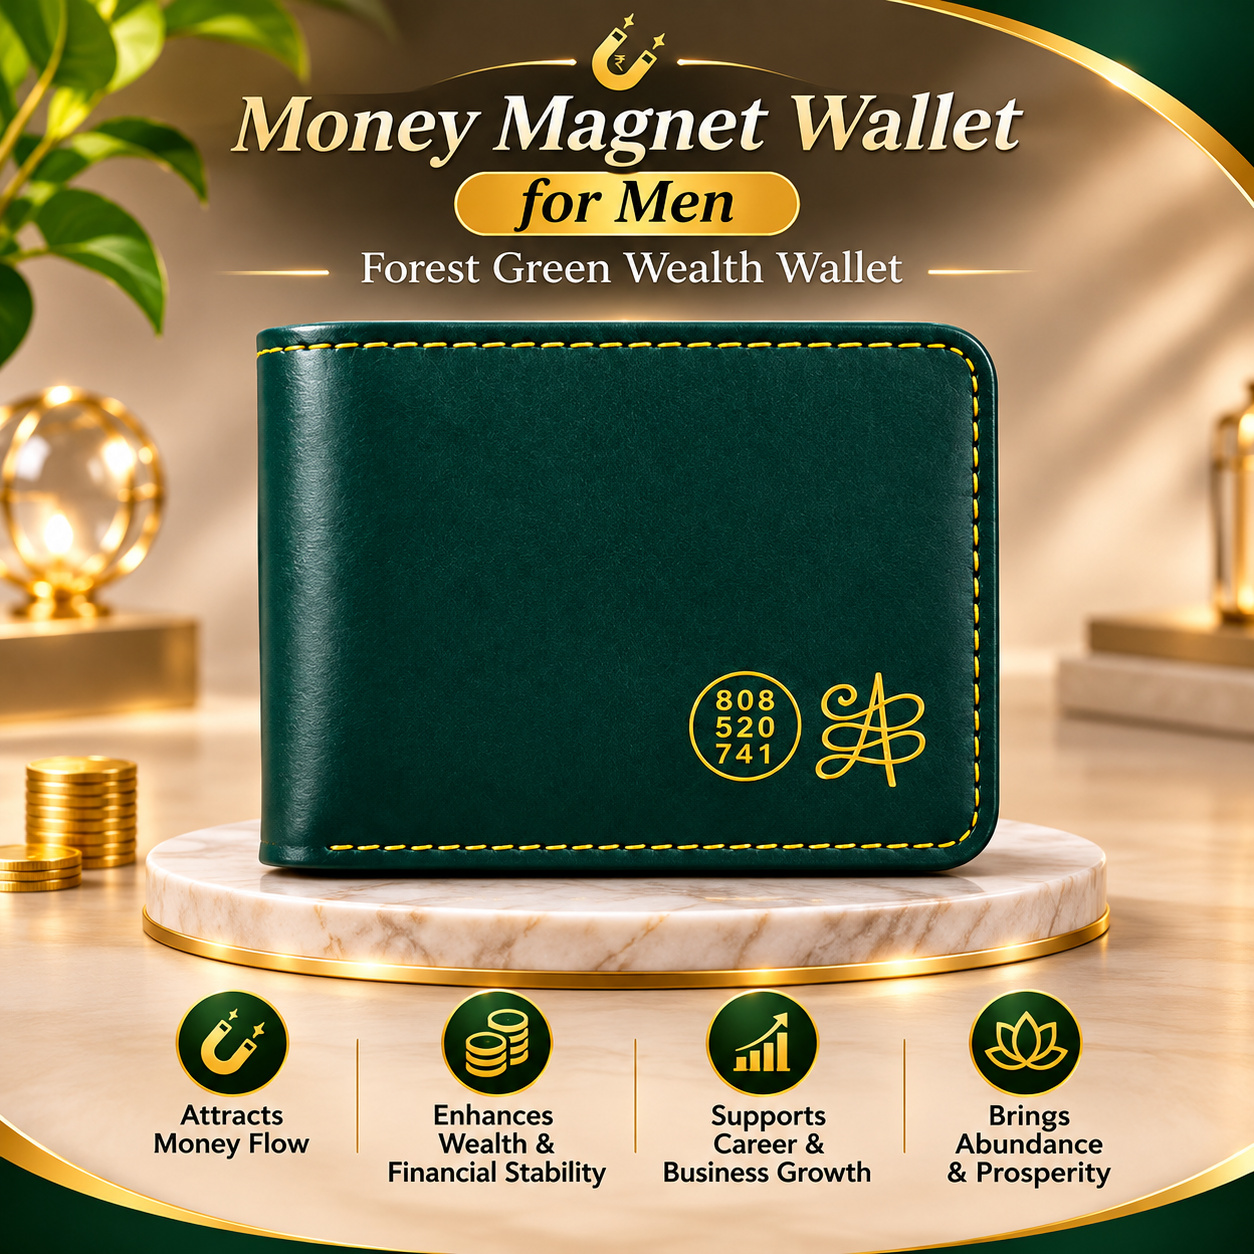 ₹
Money Magnet Wallet
for Men
Forest Green Wealth Wallet
808
520
741
Attracts
Money Flow
Enhances
Wealth &
Financial Stability
Supports
Career &
Business Growth
Brings
Abundance
& Prosperity